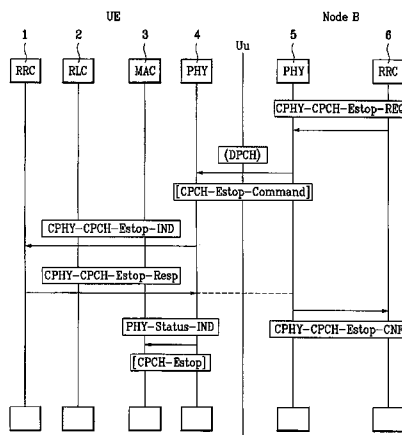 UE
Node B
1 2 3 4 5 6
Uu
RRC RLC MAC PHY PHY RRC
CPHY-CPCH-Estop-REQ
(DPCH)
[CPCH-Estop-Command]
CPHY-CPCH-Estop-IND
CPHY-CPCH-Estop-Resp
PHY-Status-IND
CPHY-CPCH-Estop-CNF
[CPCH-Estop]